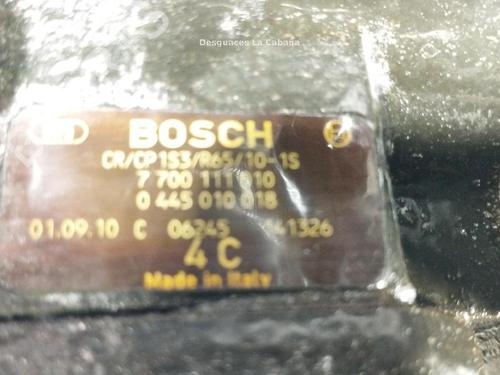 Desguaces La Cabaña
BOSCH
CR/CP1S3/R65/10-1S
7 700 111 010
0 445 010 018
01.09.10 C 06245 041326
4 C
Made in Italy